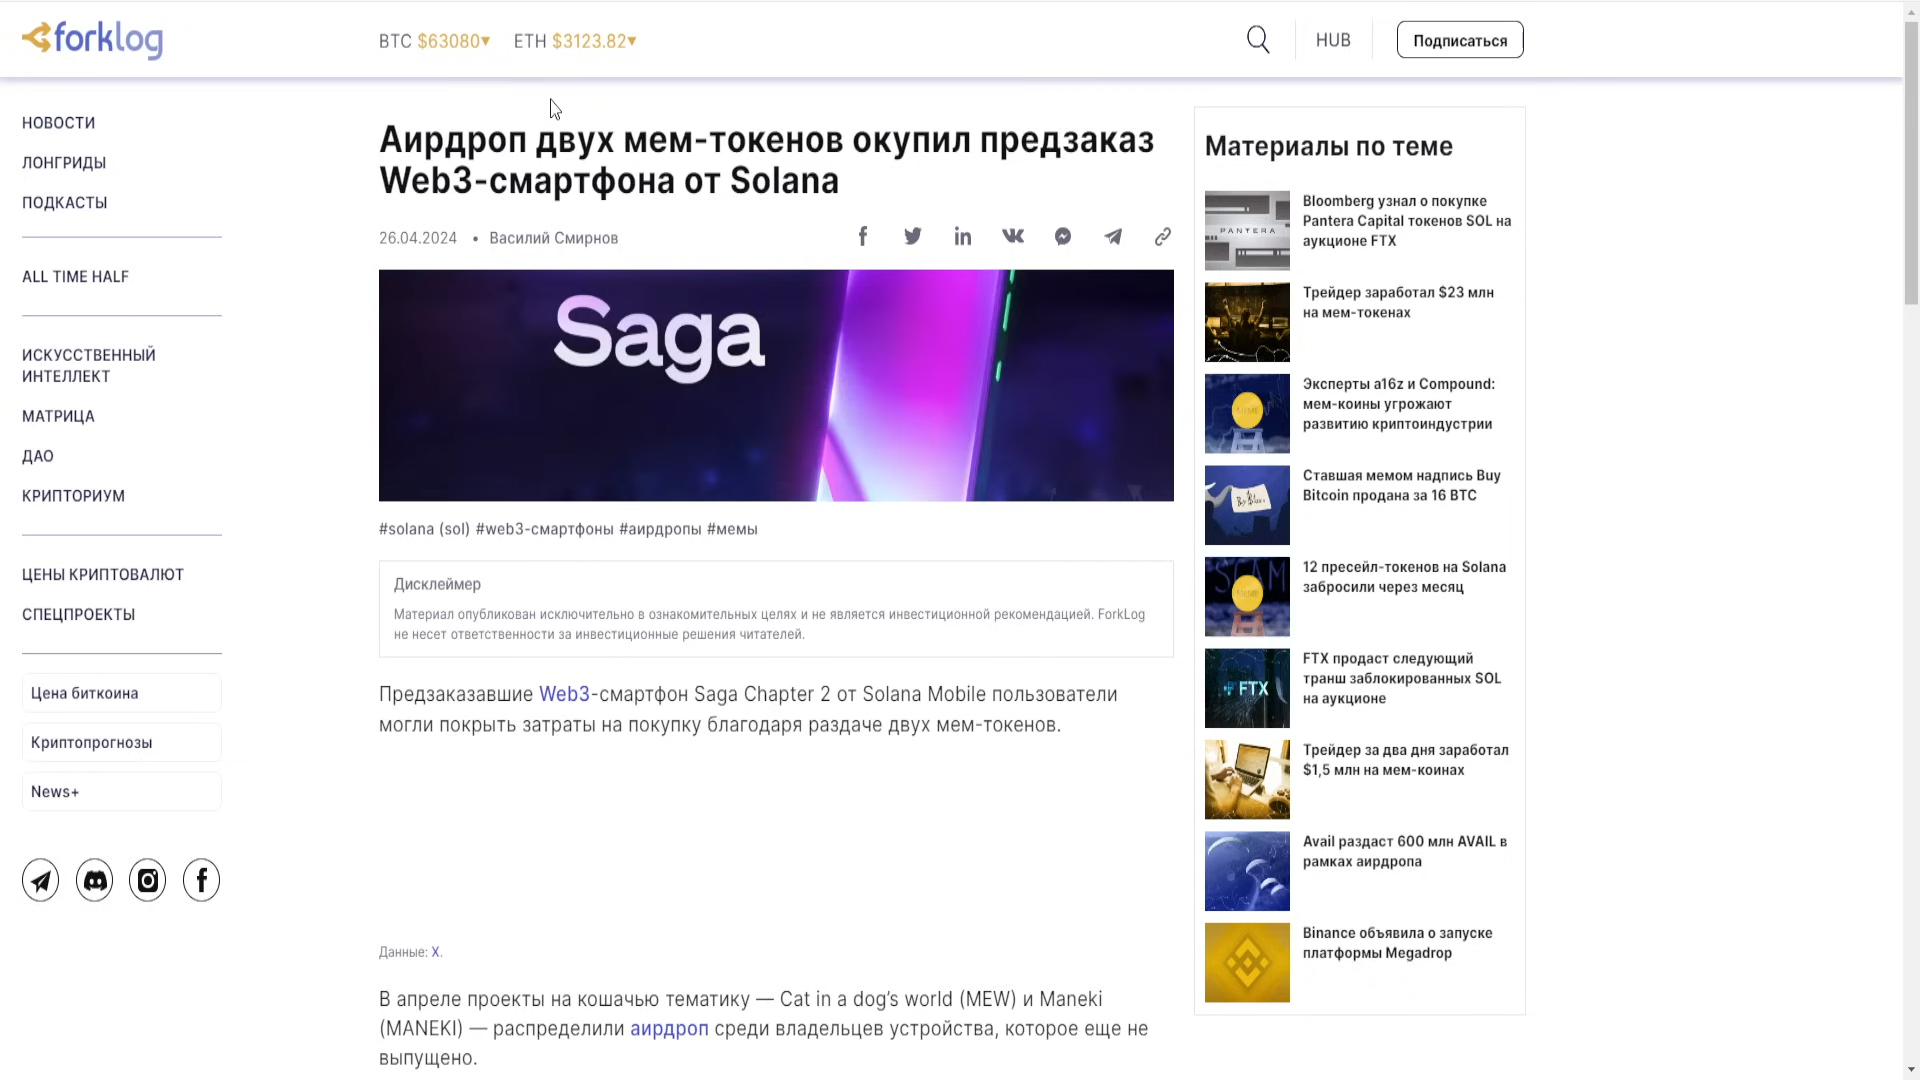 forklog
BTC $63080▾ ETH $3123.82▾
HUB
Подписаться
НОВОСТИ
ЛОНГРИДЫ
ПОДКАСТЫ
ALL TIME HALF
ИСКУССТВЕННЫЙ
ИНТЕЛЛЕКТ
МАТРИЦА
ДАО
КРИПТОРИУМ
ЦЕНЫ КРИПТОВАЛЮТ
СПЕЦПРОЕКТЫ
Цена биткоина
Криптопрогнозы
News+
Аирдроп двух мем-токенов окупил предзаказ
Web3-смартфона от Solana
26.04.2024 • Василий Смирнов
Saga
#solana (sol) #web3-смартфоны #аирдропы #мемы
Дисклеймер
Материал опубликован исключительно в ознакомительных целях и не является инвестиционной рекомендацией. ForkLog
не несет ответственности за инвестиционные решения читателей.
Предзаказавшие Web3-смартфон Saga Chapter 2 от Solana Mobile пользователи
могли покрыть затраты на покупку благодаря раздаче двух мем-токенов.
Данные: X.
В апреле проекты на кошачью тематику — Cat in a dog’s world (MEW) и Maneki
(MANEKI) — распределили аирдроп среди владельцев устройства, которое еще не
выпущено.
Материалы по теме
PANTERA
Bloomberg узнал о покупке
Pantera Capital токенов SOL на
аукционе FTX
Трейдер заработал $23 млн
на мем-токенах
Эксперты a16z и Compound:
мем-коины угрожают
развитию криптоиндустрии
Ставшая мемом надпись Buy
Bitcoin продана за 16 BTC
SCAM
12 пресейл-токенов на Solana
забросили через месяц
FTX
FTX продаст следующий
транш заблокированных SOL
на аукционе
Трейдер за два дня заработал
$1,5 млн на мем-коинах
Avail раздаст 600 млн AVAIL в
рамках аирдропа
Binance объявила о запуске
платформы Megadrop